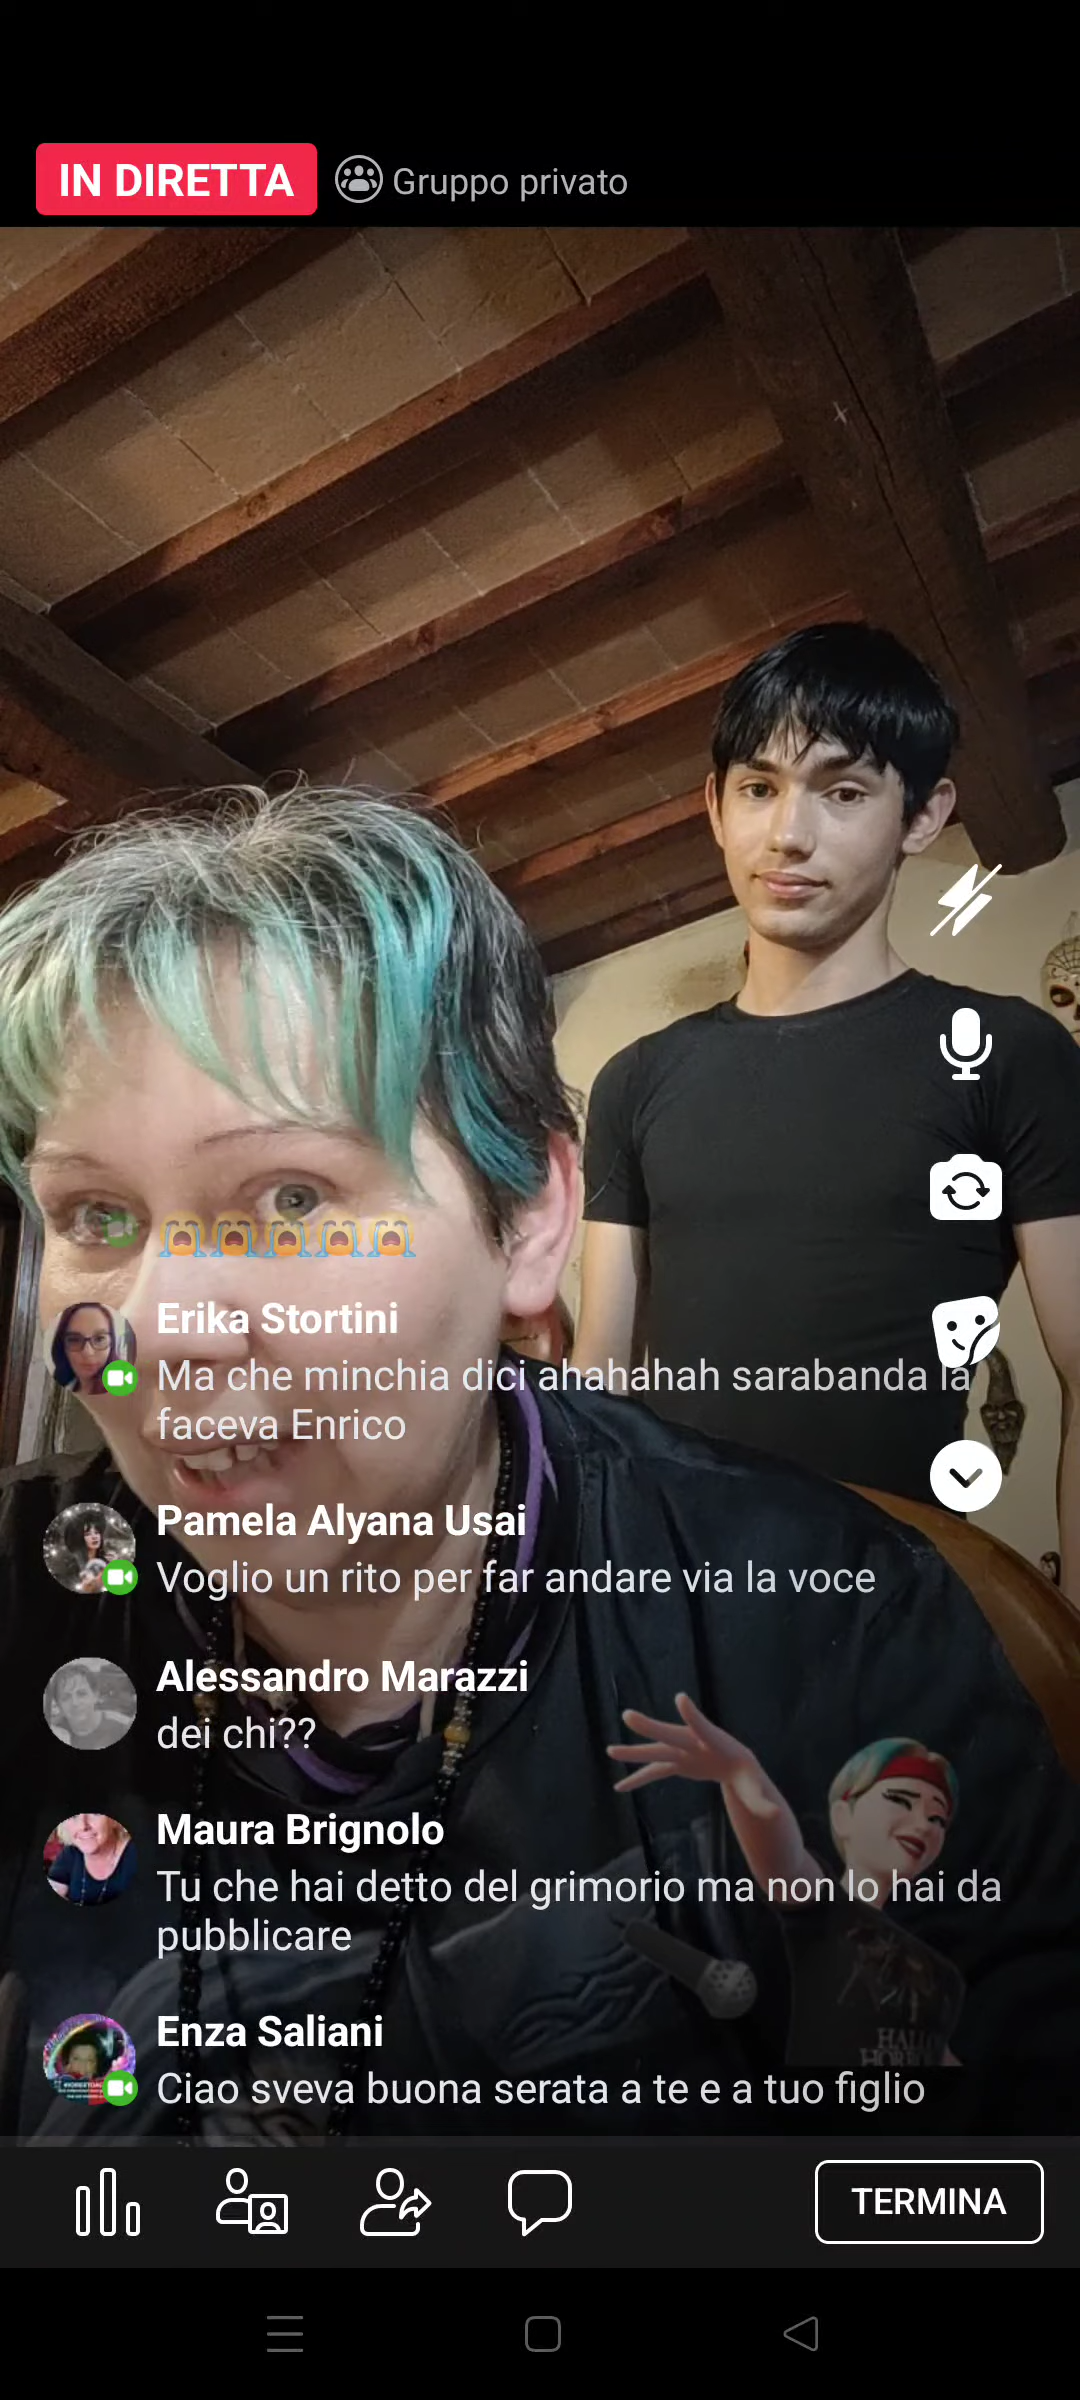 IN DIRETTA
Gruppo privato
😭😭😭😭😭
Erika Stortini
Ma che minchia dici ahahahah sarabanda la
faceva Enrico
Pamela Alyana Usai
Voglio un rito per far andare via la voce
Alessandro Marazzi
dei chi??
Maura Brignolo
Tu che hai detto del grimorio ma non lo hai da
pubblicare
Enza Saliani
Ciao sveva buona serata a te e a tuo figlio
TERMINA